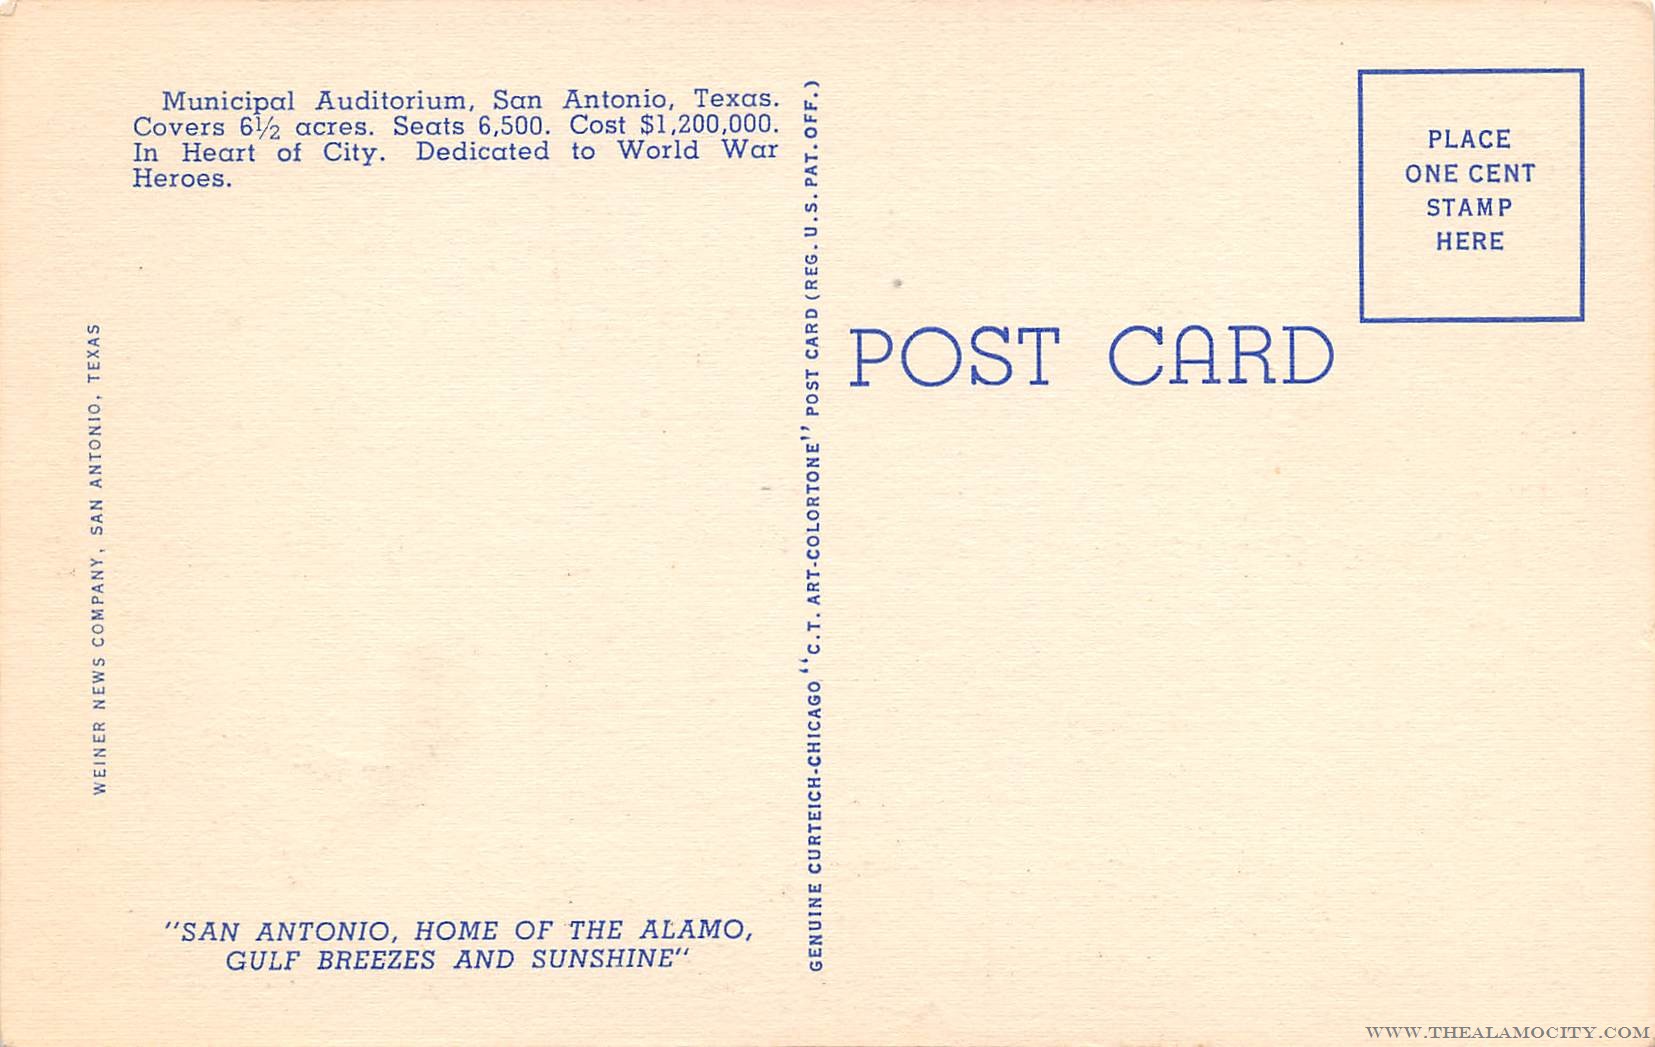 Municipal Auditorium, San Antonio, Texas.
Covers 6½ acres. Seats 6,500. Cost $1,200,000.
In Heart of City. Dedicated to World War
Heroes.
WEINER NEWS COMPANY, SAN ANTONIO, TEXAS
"SAN ANTONIO, HOME OF THE ALAMO,
GULF BREEZES AND SUNSHINE"
GENUINE CURTEICH-CHICAGO "C.T. ART-COLORTONE" POST CARD (REG. U.S. PAT. OFF.)
POST CARD
PLACE
ONE CENT
STAMP
HERE
WWW.THEALAMOCITY.COM